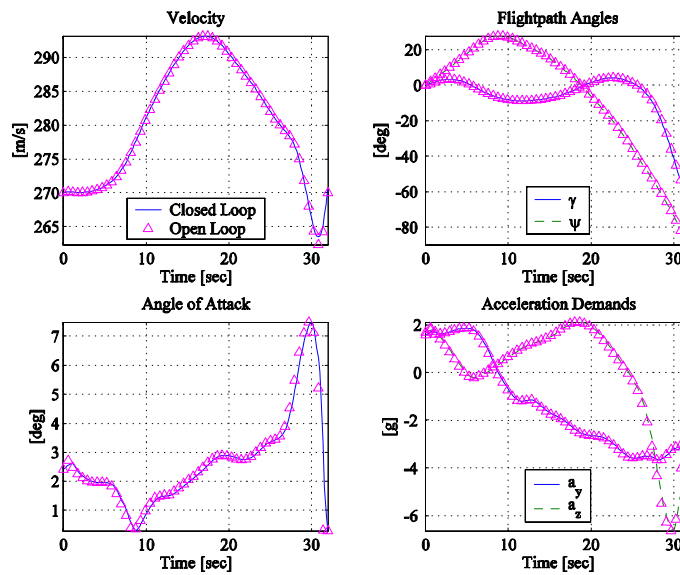 Velocity
[m/s]
290
285
280
275
270
265
0
10
20
30
Time [sec]
Closed Loop
Open Loop
Flightpath Angles
[deg]
20
0
-20
-40
-60
-80
0
10
20
30
Time [sec]
γ
ψ
Angle of Attack
[deg]
7
6
5
4
3
2
1
0
10
20
30
Time [sec]
Acceleration Demands
[g]
2
0
-2
-4
-6
0
10
20
30
Time [sec]
a_y
a_z